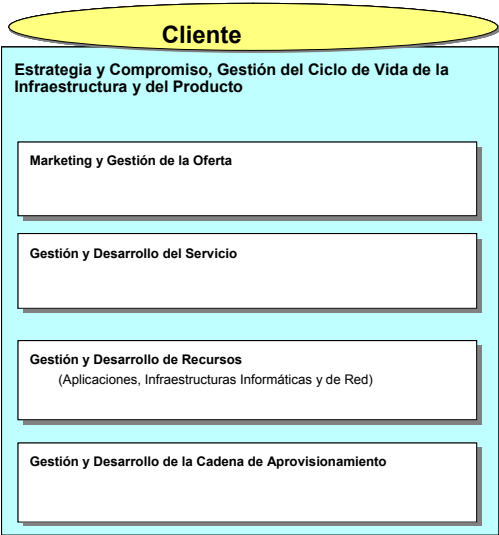 Cliente
Estrategia y Compromiso, Gestión del Ciclo de Vida de la
Infraestructura y del Producto
Marketing y Gestión de la Oferta
Gestión y Desarrollo del Servicio
Gestión y Desarrollo de Recursos
(Aplicaciones, Infraestructuras Informáticas y de Red)
Gestión y Desarrollo de la Cadena de Aprovisionamiento